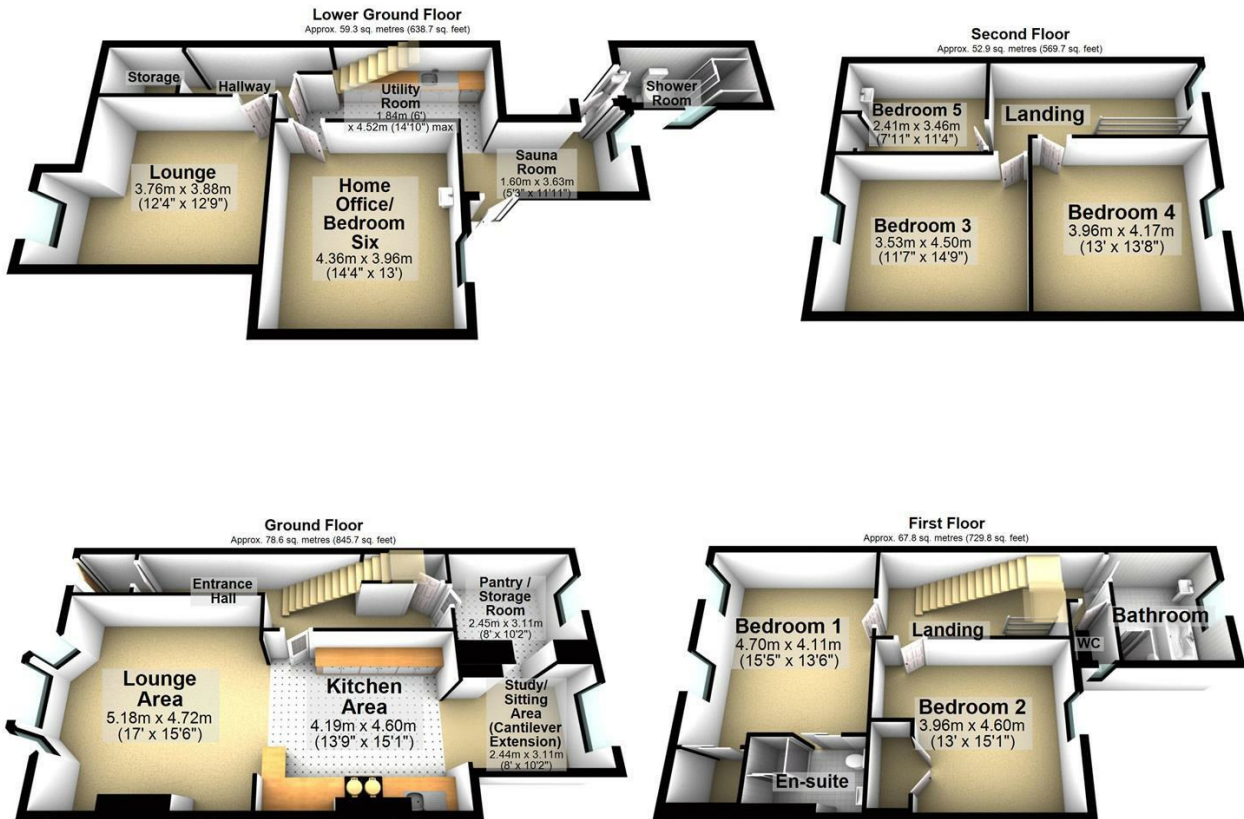 Lower Ground Floor
Approx. 59.3 sq. metres (638.7 sq. feet)
Storage
Hallway
Utility
Room
1.84m (6')
x 4.52m (14'10") max
Shower
Room
Lounge
3.76m x 3.88m
(12'4" x 12'9")
Home
Office/
Bedroom
Six
4.36m x 3.96m
(14'4" x 13')
Sauna
Room
1.60m x 3.63m
(5'3" x 11'11")
Second Floor
Approx. 52.9 sq. metres (569.7 sq. feet)
Bedroom 5
2.41m x 3.46m
(7'11" x 11'4")
Landing
Bedroom 3
3.53m x 4.50m
(11'7" x 14'9")
Bedroom 4
3.96m x 4.17m
(13' x 13'8")
Ground Floor
Approx. 78.6 sq. metres (845.7 sq. feet)
Entrance
Hall
Pantry /
Storage
Room
2.45m x 3.11m
(8' x 10'2")
Lounge
Area
5.18m x 4.72m
(17' x 15'6")
Kitchen
Area
4.19m x 4.60m
(13'9" x 15'1")
Study/
Sitting
Area
(Cantilever
Extension)
2.44m x 3.11m
(8' x 10'2")
First Floor
Approx. 67.8 sq. metres (729.8 sq. feet)
Bedroom 1
4.70m x 4.11m
(15'5" x 13'6")
Landing
WC
Bathroom
Bedroom 2
3.96m x 4.60m
(13' x 15'1")
En-suite